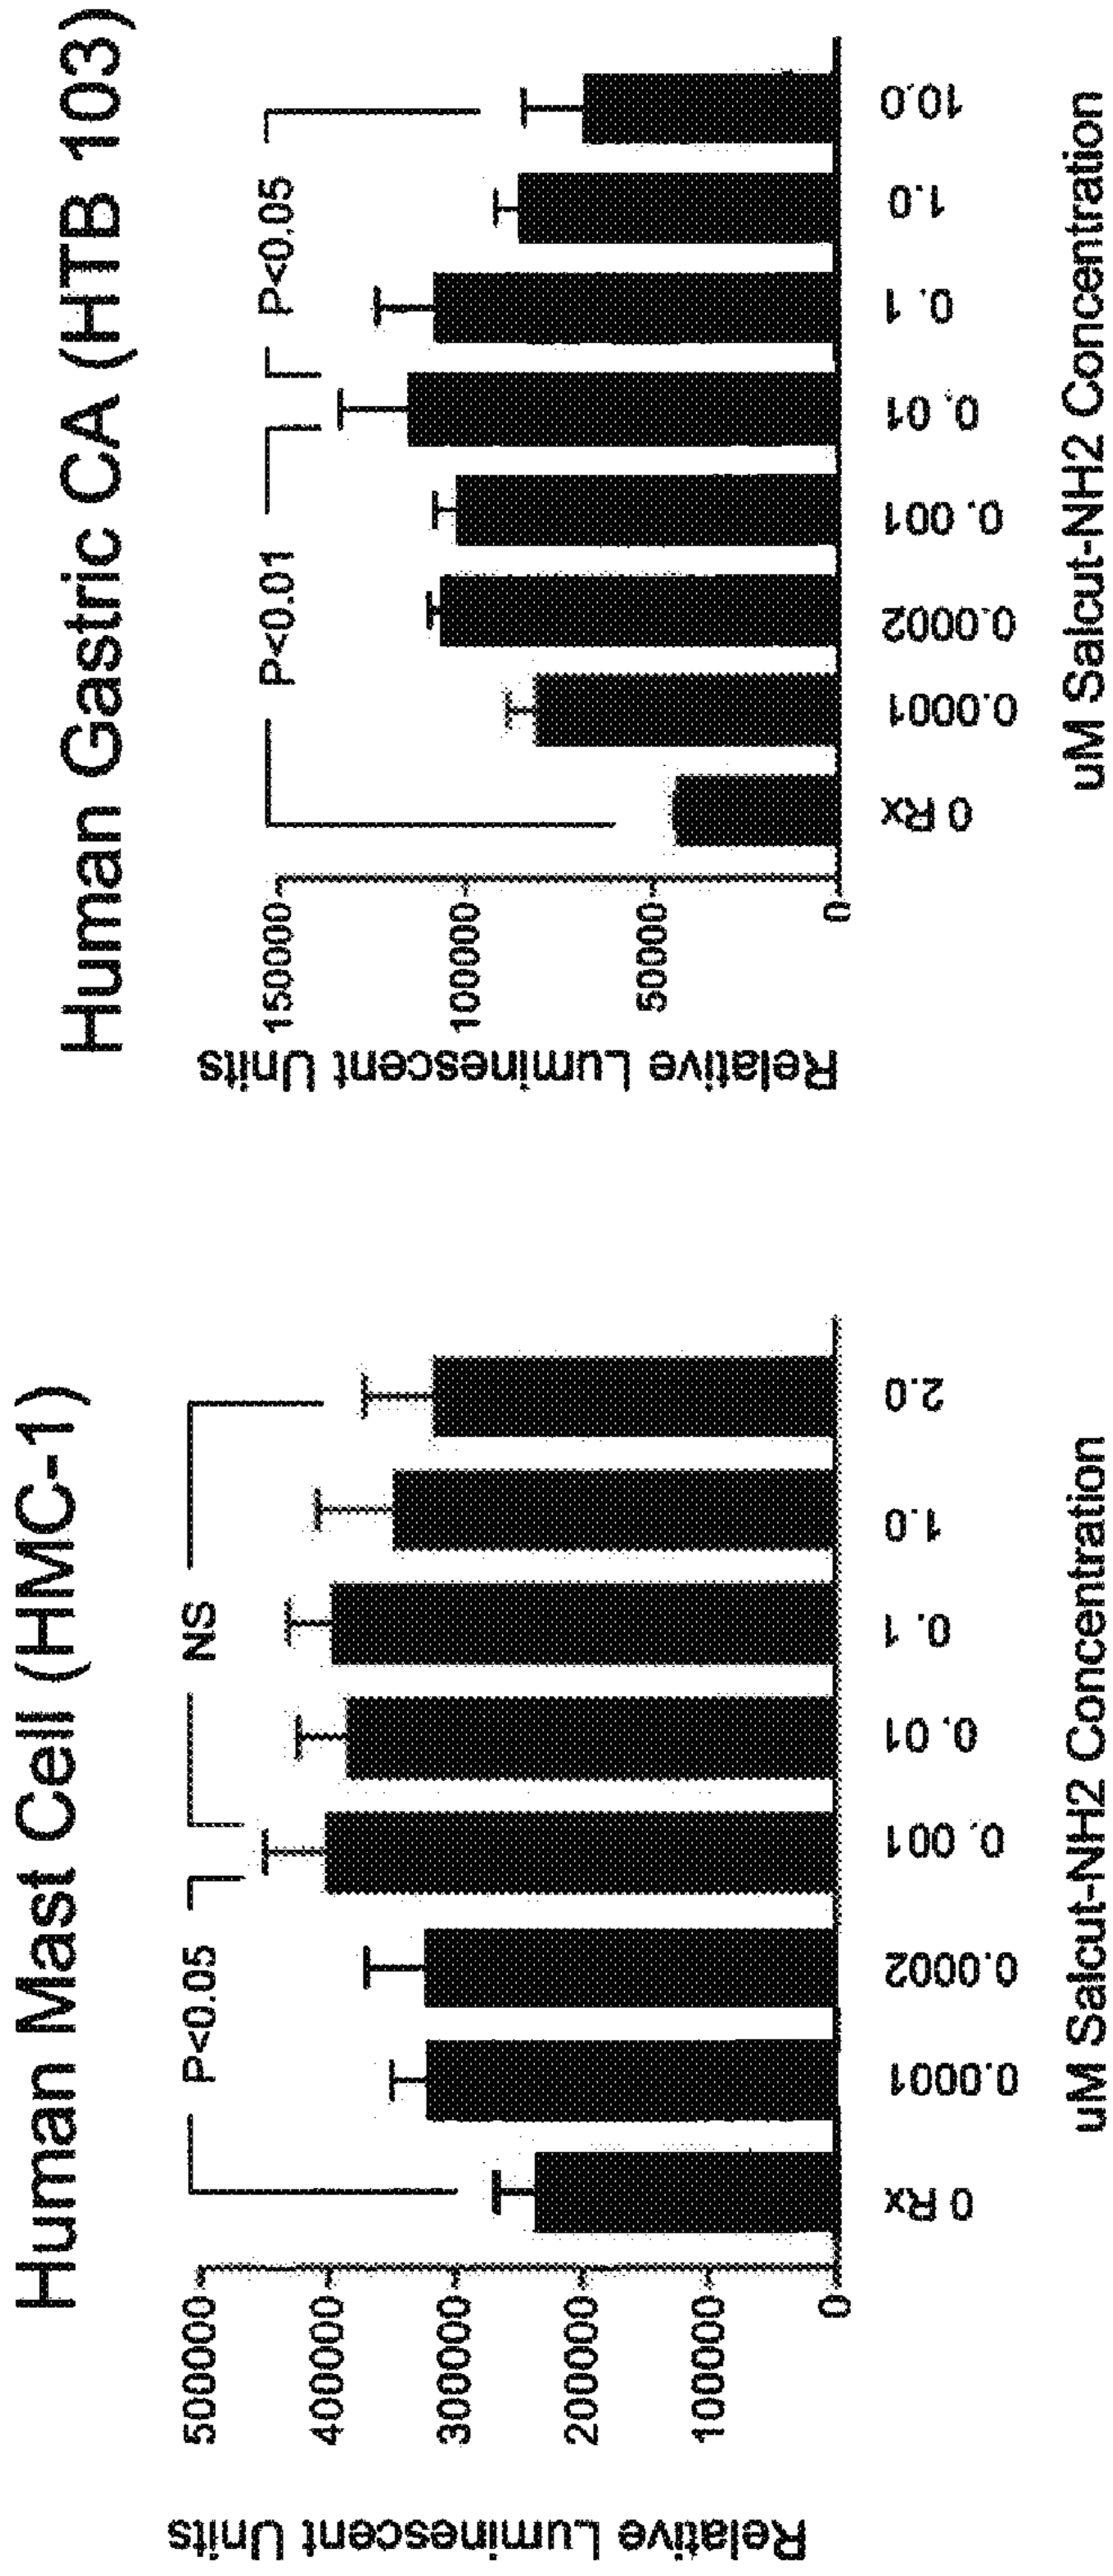 Human Mast Cell (HMC-1)
Relative Luminescent Units
500000
400000
300000
200000
100000
0
P<0.05
NS
0 Rx
0.0001
0.0002
0. 001
0. 01
0. 1
1.0
2.0
uM Salcut-NH2 Concentration
Human Gastric CA (HTB 103)
Relative Luminescent Units
150000
100000
50000
0
P<0.01
P<0.05
0 Rx
0.0001
0.0002
0. 001
0. 01
0. 1
1.0
10.0
uM Salcut-NH2 Concentration